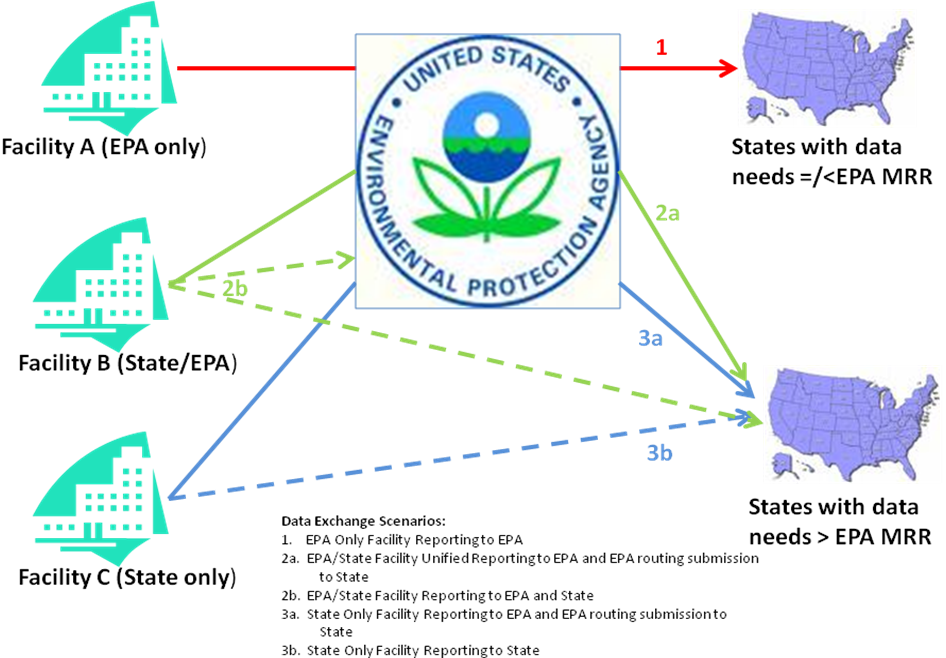 1
UNITED STATES
ENVIRONMENTAL PROTECTION AGENCY
Facility A (EPA only)
States with data
needs =/<EPA MRR
2a
2b
Facility B (State/EPA)
3a
3b
Facility C (State only)
States with data
needs > EPA MRR
Data Exchange Scenarios:
1. EPA Only Facility Reporting to EPA
2a. EPA/State Facility Unified Reporting to EPA and EPA routing submission
to State
2b. EPA/State Facility Reporting to EPA and State
3a. State Only Facility Reporting to EPA and EPA routing submission to
State
3b. State Only Facility Reporting to State